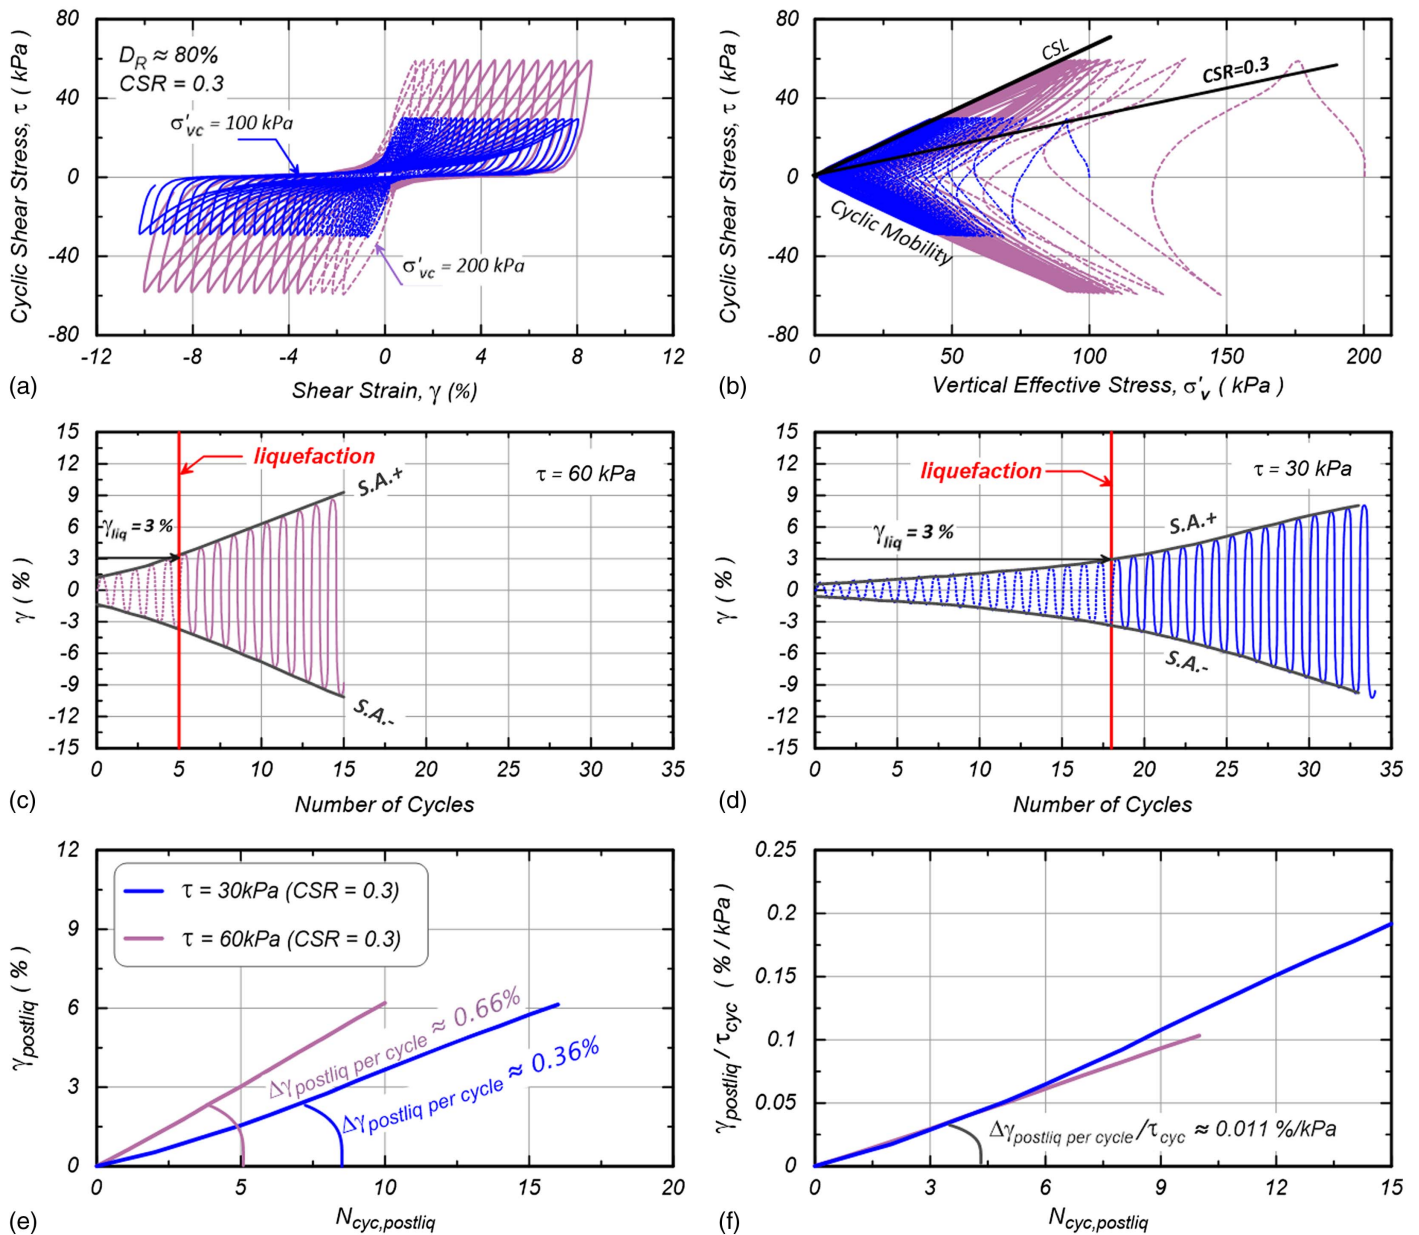 80
40
0
-40
-80
Cyclic Shear Stress, τ ( kPa)
D_R ≈ 80%
CSR = 0.3
σ'_vc = 100 kPa
σ'_vc = 200 kPa
-12 -8 -4 0 4 8 12
(a)
Shear Strain, γ (%)
80
40
0
-40
-80
Cyclic Shear Stress, τ ( kPa)
CSL
CSR=0.3
Cyclic Mobility
0 50 100 150 200
(b)
Vertical Effective Stress, σ'_v ( kPa )
15
12
9
6
3
0
-3
-6
-9
-12
-15
γ ( % )
liquefaction
τ = 60 kPa
S.A.+
γ_liq = 3 %
S.A.-
0 5 10 15 20 25 30 35
(c)
Number of Cycles
15
12
9
6
3
0
-3
-6
-9
-12
-15
γ ( % )
liquefaction
τ = 30 kPa
S.A.+
γ_liq = 3 %
S.A.-
0 5 10 15 20 25 30 35
(d)
Number of Cycles
12
9
6
3
0
γ_postliq ( % )
τ = 30kPa (CSR = 0.3)
τ = 60kPa (CSR = 0.3)
Δγ_postliq per cycle ≈ 0.66%
Δγ_postliq per cycle ≈ 0.36%
0 5 10 15 20
(e)
N_cyc,postliq
0.25
0.2
0.15
0.1
0.05
0
γ_postliq / τ_cyc ( % / kPa )
Δγ_postliq per cycle /τ_cyc ≈ 0.011 %/kPa
0 3 6 9 12 15
(f)
N_cyc,postliq